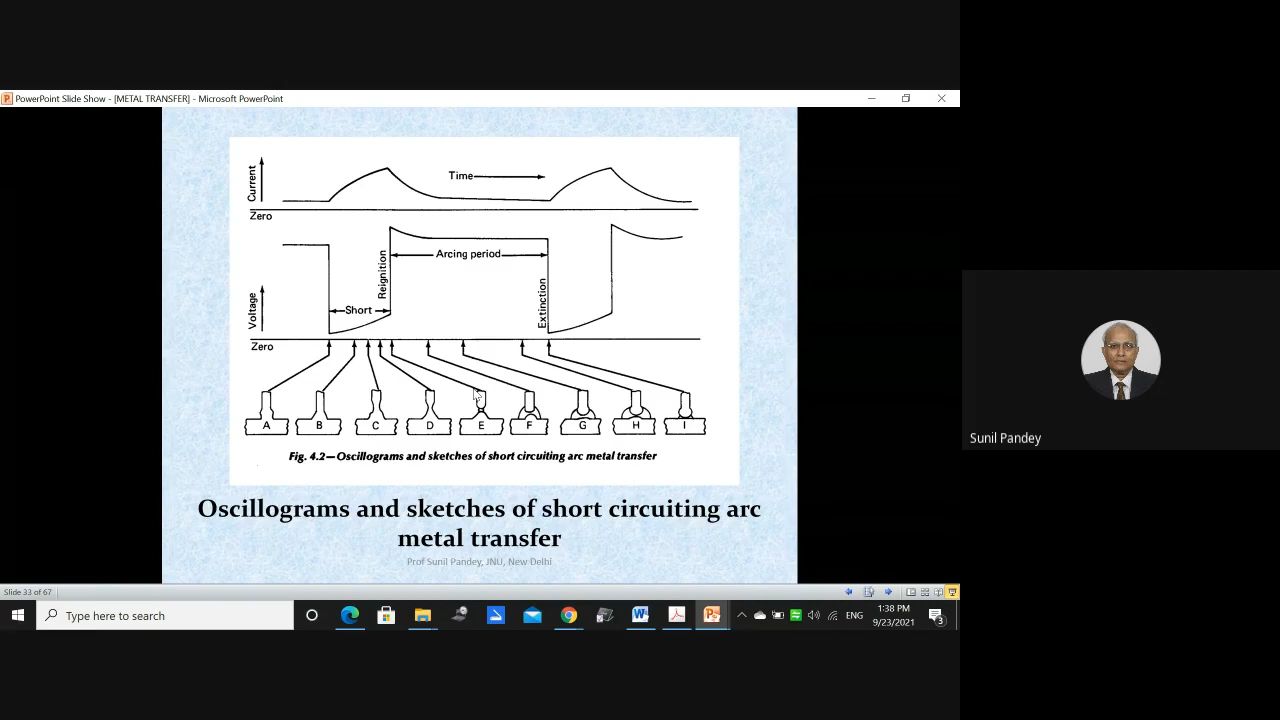 PowerPoint Slide Show - [METAL TRANSFER] - Microsoft PowerPoint
Current
Time
Zero
Voltage
Short
Reignition
Arcing period
Extinction
Zero
A B C D E F G H I
Fig. 4.2—Oscillograms and sketches of short circuiting arc metal transfer
Oscillograms and sketches of short circuiting arc
metal transfer
Prof Sunil Pandey, JNU, New Delhi
Sunil Pandey
Slide 33 of 67
Type here to search
ENG
1:38 PM
9/23/2021
3